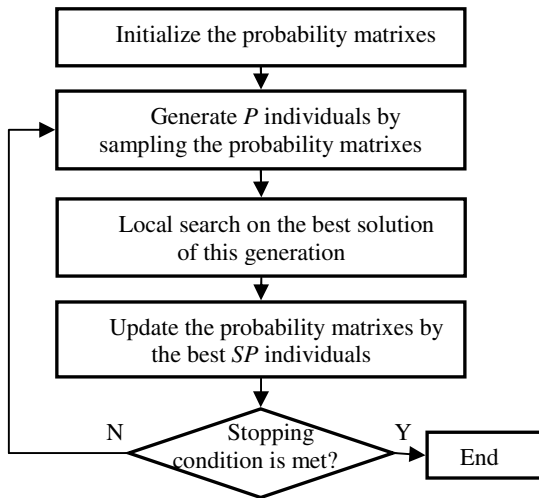 Initialize the probability matrixes
Generate P individuals by
sampling the probability matrixes
Local search on the best solution
of this generation
Update the probability matrixes by
the best SP individuals
N
Stopping
condition is met?
Y
End